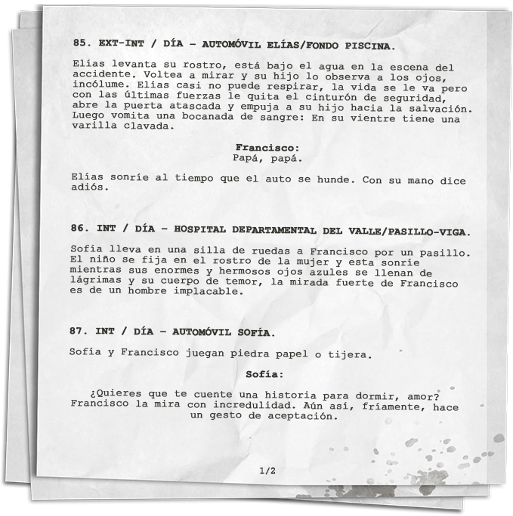 85. EXT-INT / DÍA – AUTOMÓVIL ELÍAS/FONDO PISCINA.
Elías levanta su rostro, está bajo el agua en la escena del
accidente. Voltea a mirar y su hijo lo observa a los ojos,
incólume. Elías casi no puede respirar, la vida se le va pero
con las últimas fuerzas le quita el cinturón de seguridad,
abre la puerta atascada y empuja a su hijo hacia la salvación.
Luego vomita una bocanada de sangre: En su vientre tiene una
varilla clavada.
Francisco:
Papá, papá.
Elías sonríe al tiempo que el auto se hunde. Con su mano dice
adiós.
86. INT / DÍA – HOSPITAL DEPARTAMENTAL DEL VALLE/PASILLO-VIGA.
Sofía lleva en una silla de ruedas a Francisco por un pasillo.
El niño se fija en el rostro de la mujer y esta sonríe
mientras sus enormes y hermosos ojos azules se llenan de
lágrimas y su cuerpo de temor, la mirada fuerte de Francisco
es de un hombre implacable.
87. INT / DÍA – AUTOMÓVIL SOFÍA.
Sofía y Francisco juegan piedra papel o tijera.
Sofía:
¿Quieres que te cuente una historia para dormir, amor?
Francisco la mira con incredulidad. Aún así, fríamente, hace
un gesto de aceptación.
1/2